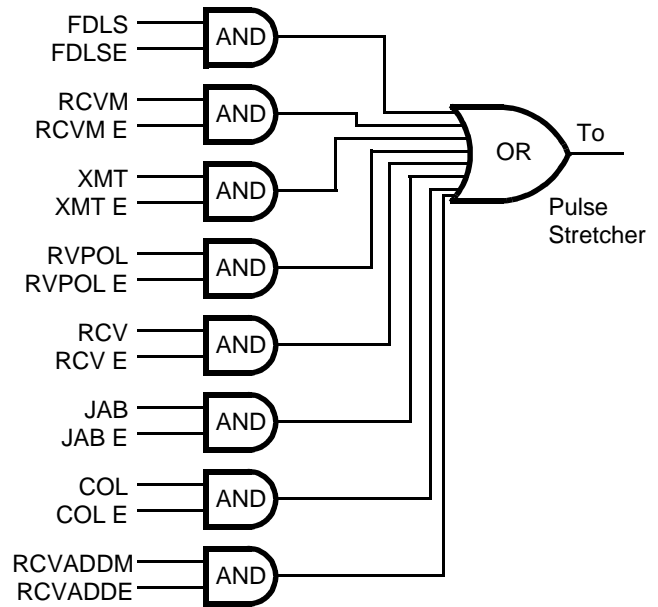 FDLS
FDLSE
AND
RCVM
RCVM E
AND
XMT
XMT E
AND
RVPOL
RVPOL E
AND
RCV
RCV E
AND
JAB
JAB E
AND
COL
COL E
AND
RCVADDM
RCVADDE
AND
OR
To
Pulse
Stretcher